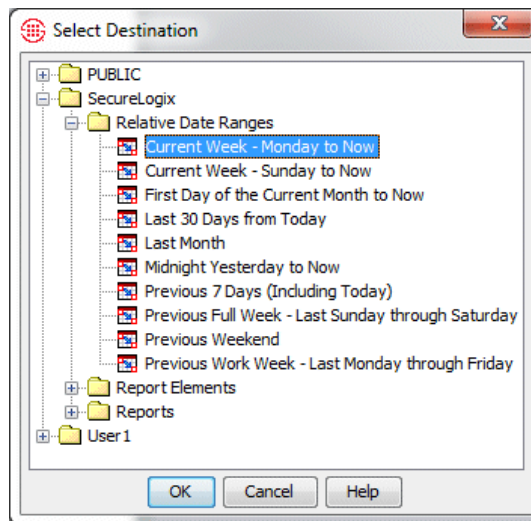 Select Destination
PUBLIC
SecureLogix
Relative Date Ranges
Current Week - Monday to Now
Current Week - Sunday to Now
First Day of the Current Month to Now
Last 30 Days from Today
Last Month
Midnight Yesterday to Now
Previous 7 Days (Including Today)
Previous Full Week - Last Sunday through Saturday
Previous Weekend
Previous Work Week - Last Monday through Friday
Report Elements
Reports
User1
OK Cancel Help